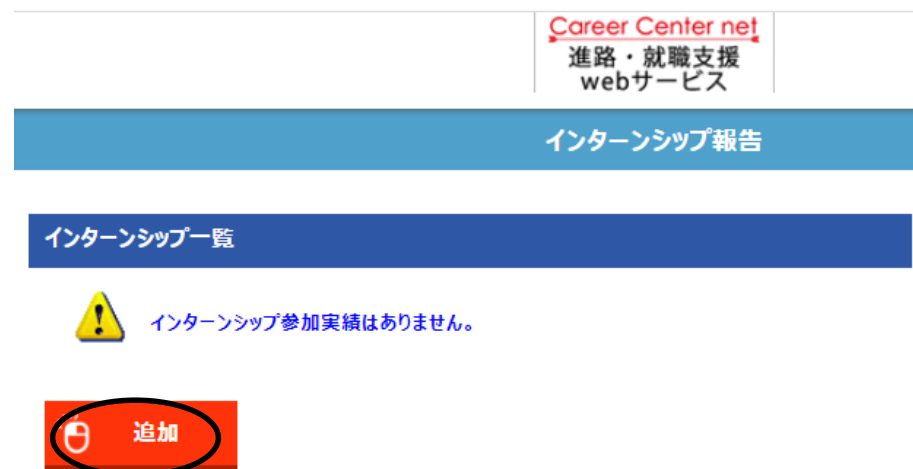 Career Center net
進路・就職支援
webサービス
インターンシップ報告
インターンシップ一覧
インターンシップ参加実績はありません。
追加